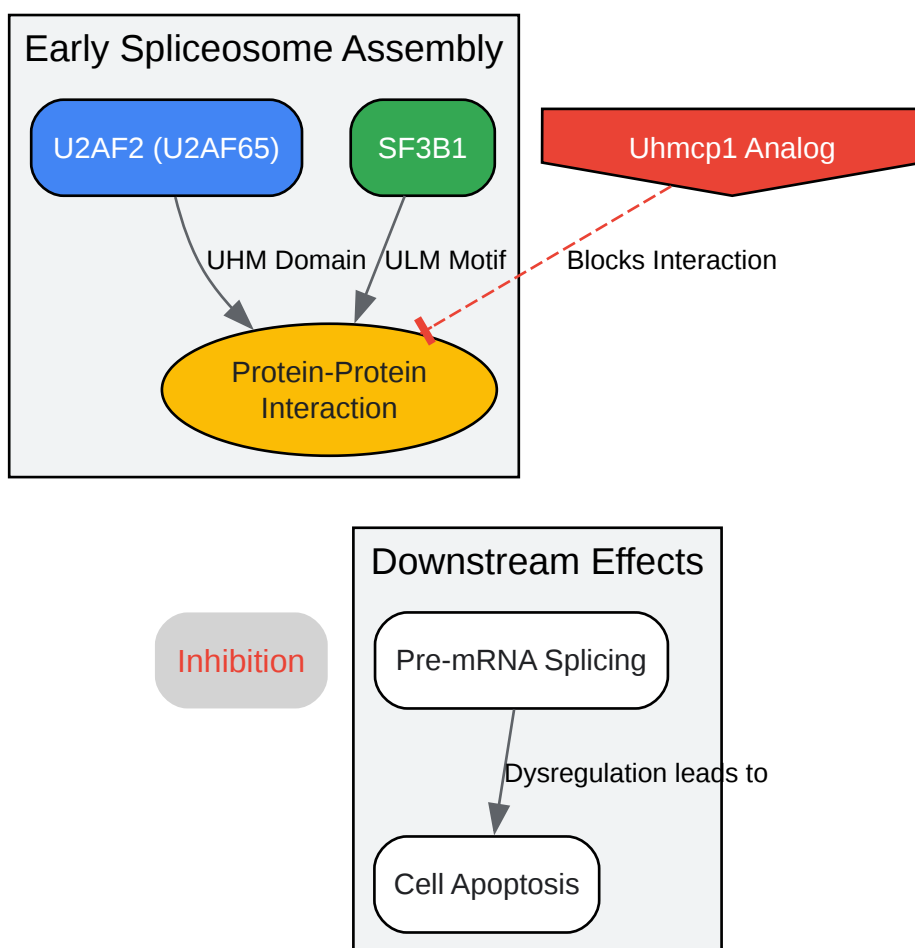 Early Spliceosome Assembly
U2AF2 (U2AF65)
SF3B1
Uhmcp1 Analog
UHM Domain
ULM Motif
Blocks Interaction
Protein-Protein
Interaction
Downstream Effects
Inhibition
Pre-mRNA Splicing
Dysregulation leads to
Cell Apoptosis